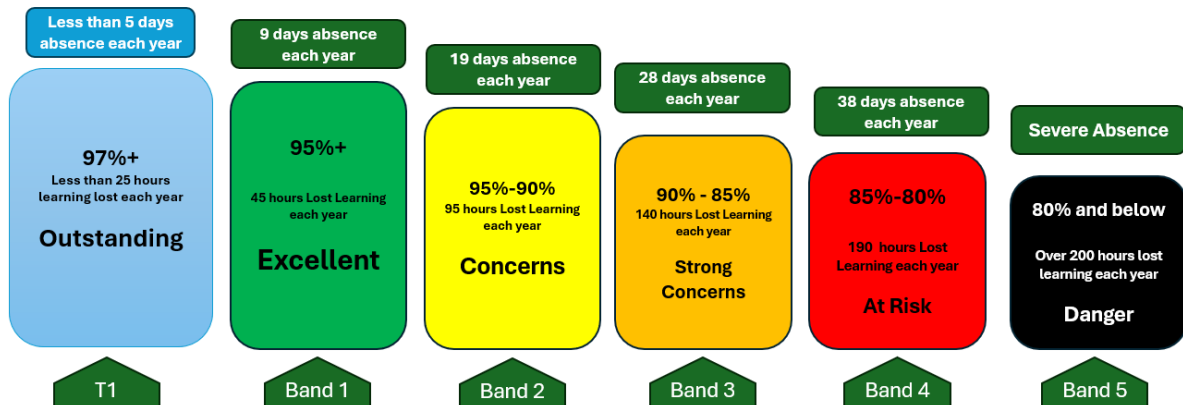 Less than 5 days
absence each year
97%+
Less than 25 hours
learning lost each year
Outstanding
T1
9 days absence
each year
95%+
45 hours Lost Learning
each year
Excellent
Band 1
19 days absence
each year
95%-90%
95 hours Lost Learning
each year
Concerns
Band 2
28 days absence
each year
90% - 85%
140 hours Lost Learning
each year
Strong
Concerns
Band 3
38 days absence
each year
85%-80%
190 hours Lost
Learning each year
At Risk
Band 4
Severe Absence
80% and below
Over 200 hours lost
learning each year
Danger
Band 5